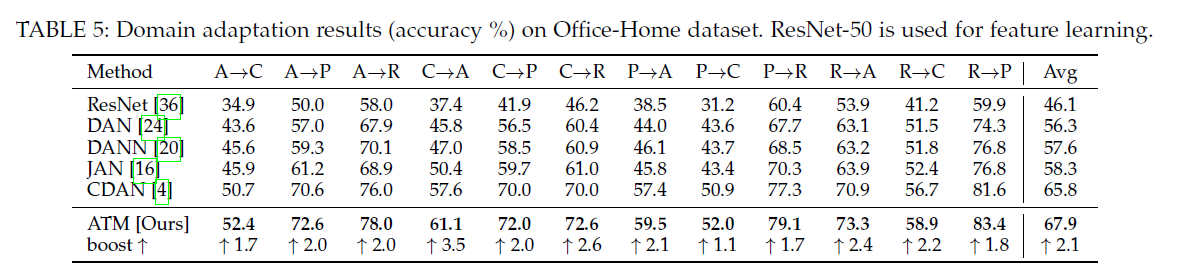 TABLE 5: Domain adaptation results (accuracy %) on Office-Home dataset. ResNet-50 is used for feature learning.
Method A→C A→P A→R C→A C→P C→R P→A P→C P→R R→A R→C R→P Avg
ResNet [36] 34.9 50.0 58.0 37.4 41.9 46.2 38.5 31.2 60.4 53.9 41.2 59.9 46.1
DAN [24] 43.6 57.0 67.9 45.8 56.5 60.4 44.0 43.6 67.7 63.1 51.5 74.3 56.3
DANN [20] 45.6 59.3 70.1 47.0 58.5 60.9 46.1 43.7 68.5 63.2 51.8 76.8 57.6
JAN [16] 45.9 61.2 68.9 50.4 59.7 61.0 45.8 43.4 70.3 63.9 52.4 76.8 58.3
CDAN [4] 50.7 70.6 76.0 57.6 70.0 70.0 57.4 50.9 77.3 70.9 56.7 81.6 65.8
ATM [Ours] 52.4 72.6 78.0 61.1 72.0 72.6 59.5 52.0 79.1 73.3 58.9 83.4 67.9
boost ↑ ↑ 1.7 ↑ 2.0 ↑ 2.0 ↑ 3.5 ↑ 2.0 ↑ 2.6 ↑ 2.1 ↑ 1.1 ↑ 1.7 ↑ 2.4 ↑ 2.2 ↑ 1.8 ↑ 2.1